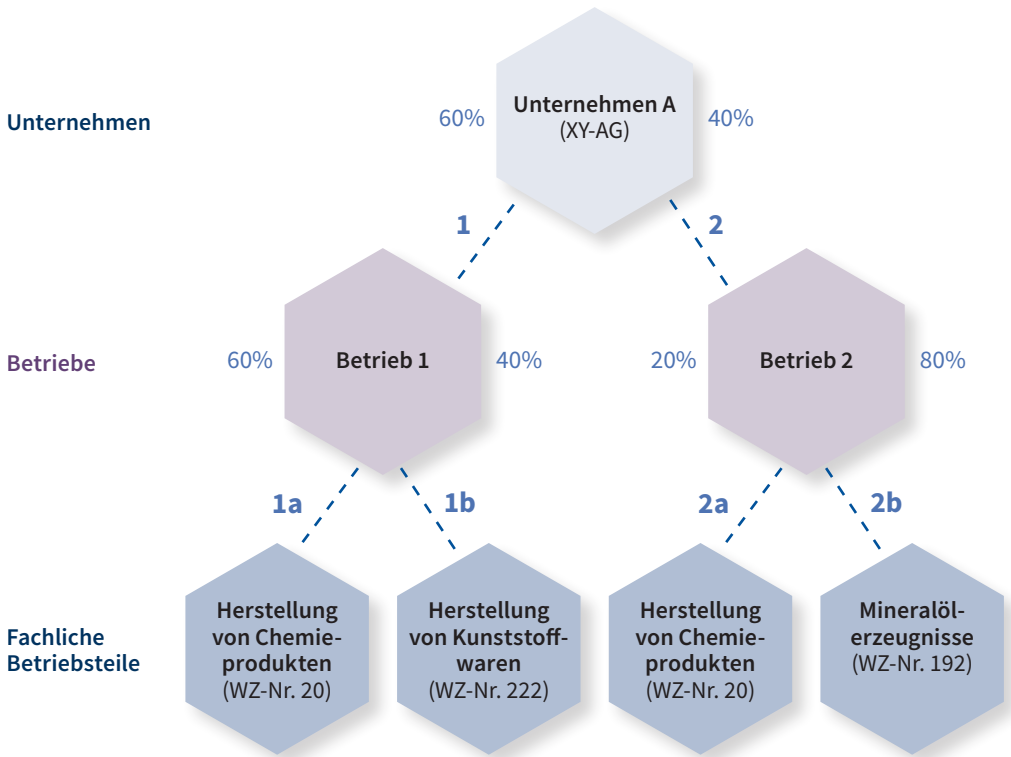 Unternehmen
60%
Unternehmen A
(XY-AG)
40%
1
2
Betriebe
60%
Betrieb 1
40%
20%
Betrieb 2
80%
1a
1b
2a
2b
Fachliche
Betriebsteile
Herstellung
von Chemie-
produkten
(WZ-Nr. 20)
Herstellung
von Kunststoff-
waren
(WZ-Nr. 222)
Herstellung
von Chemie-
produkten
(WZ-Nr. 20)
Mineralöl-
erzeugnisse
(WZ-Nr. 192)